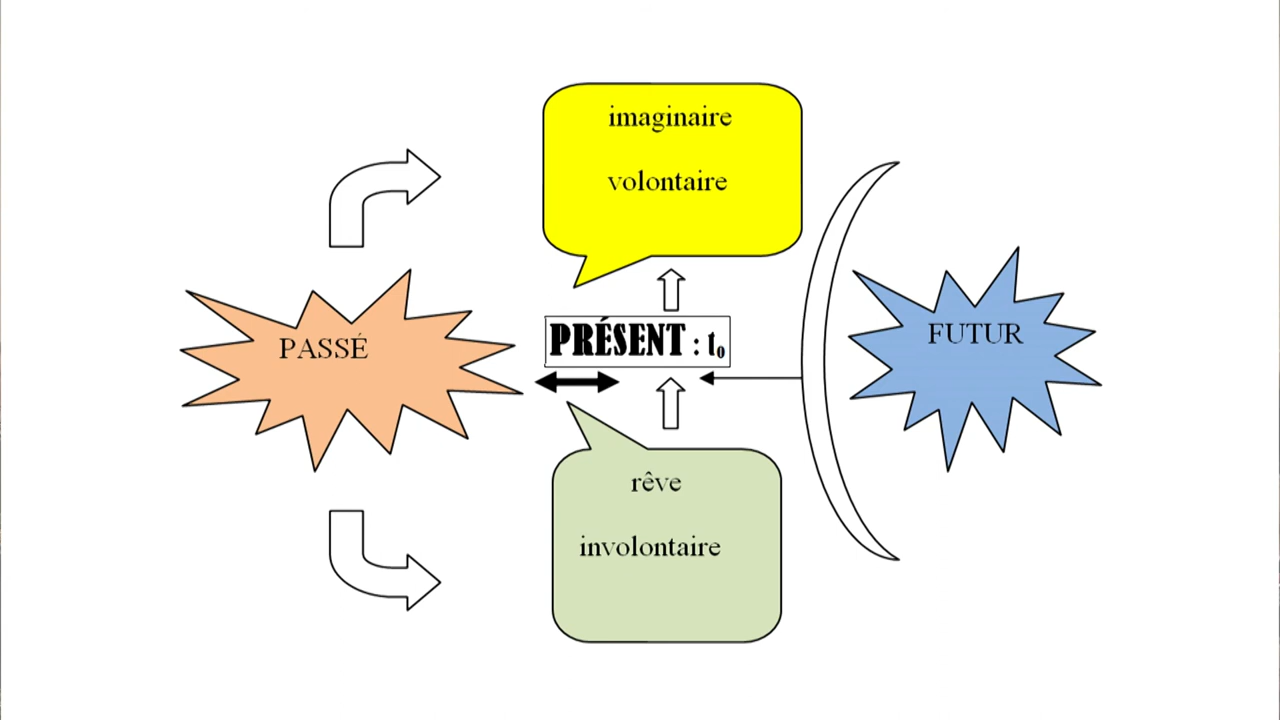 imaginaire
volontaire
PASSÉ
PRÉSENT : t₀
FUTUR
rêve
involontaire